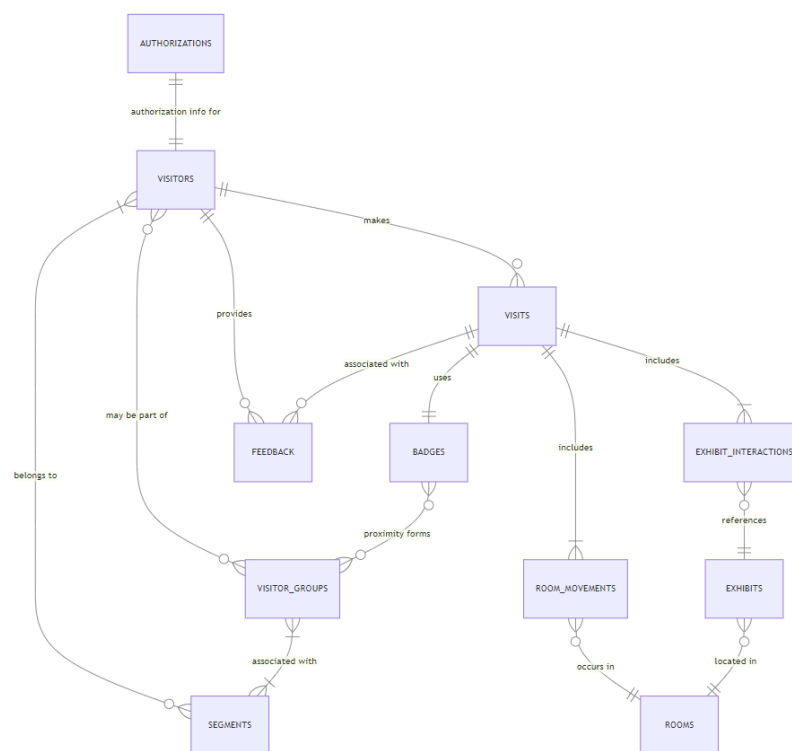 AUTHORIZATIONS
authorization info for
VISITORS
makes
VISITS
provides
associated with
uses
includes
may be part of
FEEDBACK
BADGES
includes
EXHIBIT_INTERACTIONS
belongs to
proximity forms
references
VISITOR_GROUPS
ROOM_MOVEMENTS
EXHIBITS
associated with
occurs in
located in
SEGMENTS
ROOMS